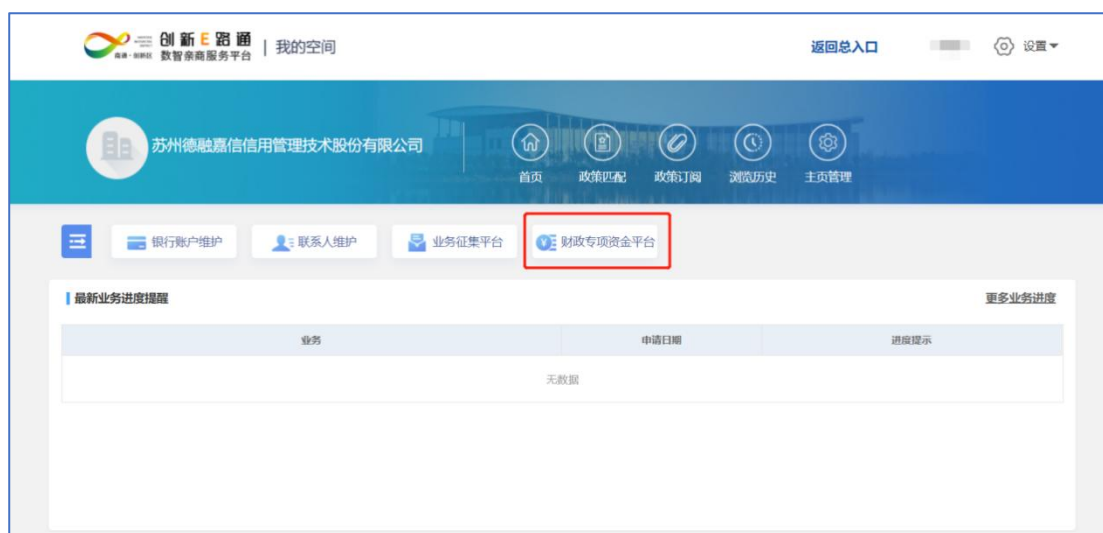 创新E路通
南通·创新区 数智亲商服务平台
我的空间
返回总入口
设置
苏州德融嘉信信用管理技术股份有限公司
首页
政策匹配
政策订阅
浏览历史
主页管理
银行账户维护
联系人维护
业务征集平台
财政专项资金平台
最新业务进度提醒
更多业务进度
业务
申请日期
进度提示
无数据